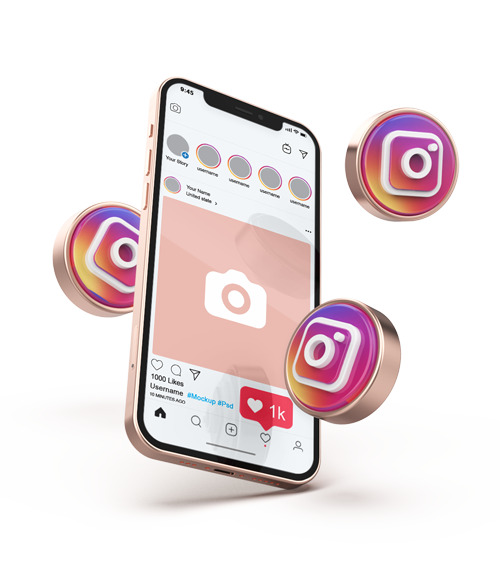 9:45
Your Story
username
username
username
username
Your Name
United state >
1000 Likes
Username
#Mockup #Psd
10 MINUTES AGO
1k